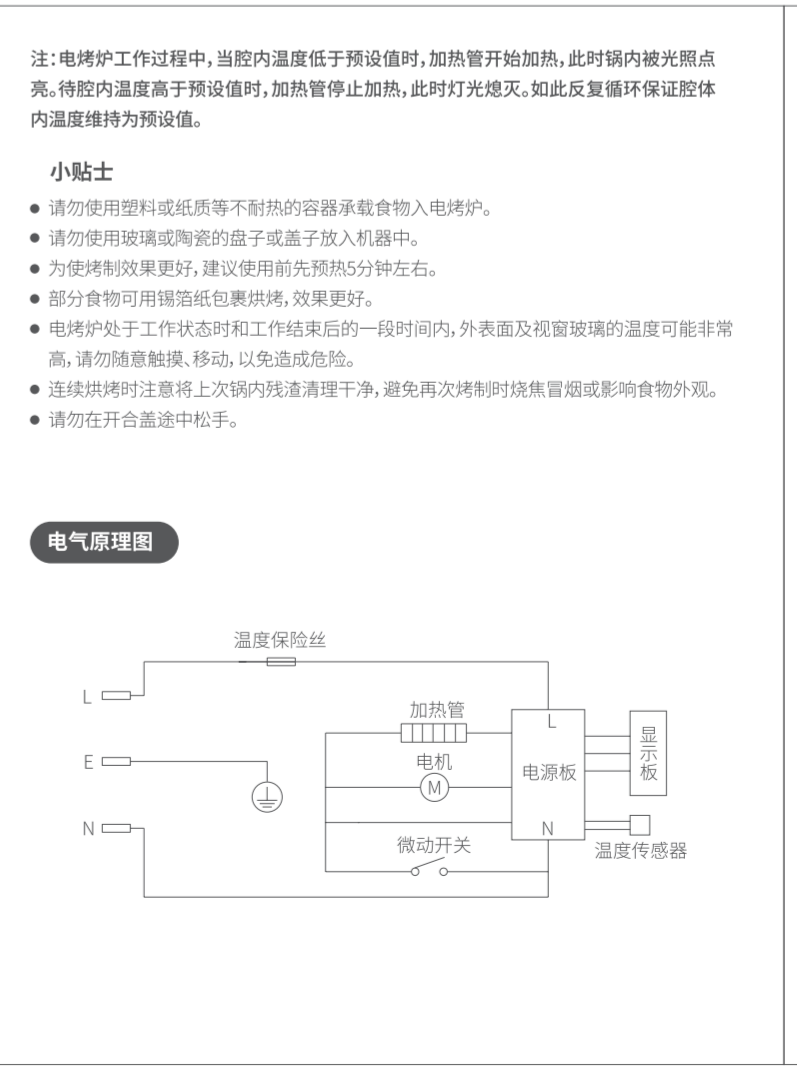 注：电烤炉工作过程中，当腔内温度低于预设值时，加热管开始加热，此时锅内被光照点
亮。待腔内温度高于预设值时，加热管停止加热，此时灯光熄灭。如此反复循环保证腔体
内温度维持为预设值。
小贴士
● 请勿使用塑料或纸质等不耐热的容器承载食物入电烤炉。
● 请勿使用玻璃或陶瓷的盘子或盖子放入机器中。
● 为使烤制效果更好，建议使用前先预热5分钟左右。
● 部分食物可用锡箔纸包裹烘烤，效果更好。
● 电烤炉处于工作状态时和工作结束后的一段时间内，外表面及视窗玻璃的温度可能非常
高，请勿随意触摸、移动，以免造成危险。
● 连续烘烤时注意将上次锅内残渣清理干净，避免再次烤制时烧焦冒烟或影响食物外观。
● 请勿在开合盖途中松手。
电气原理图
温度保险丝
L
加热管
L
显示板
电机
E
电源板
M
N
N
微动开关
温度传感器